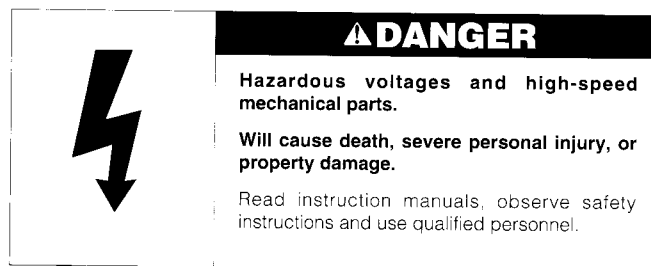 DANGER
Hazardous voltages and high-speed
mechanical parts.
Will cause death, severe personal injury, or
property damage.
Read instruction manuals, observe safety
instructions and use qualified personnel.